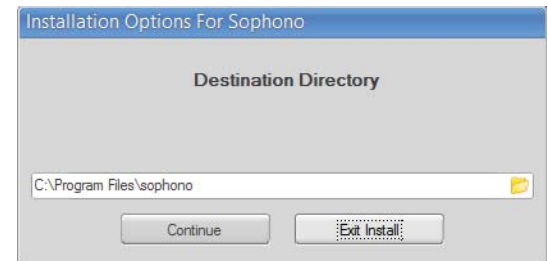 Installation Options For Sophono
Destination Directory
C:\Program Files\sophono
Continue
Exit Install